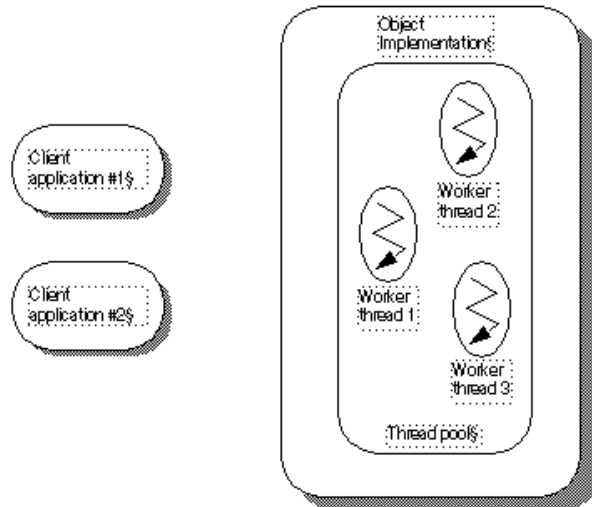 Object
Implementation§
Client
application #1§
Worker
thread 2
Worker
thread 1
Client
application #2§
Worker
thread 3
Thread pool§